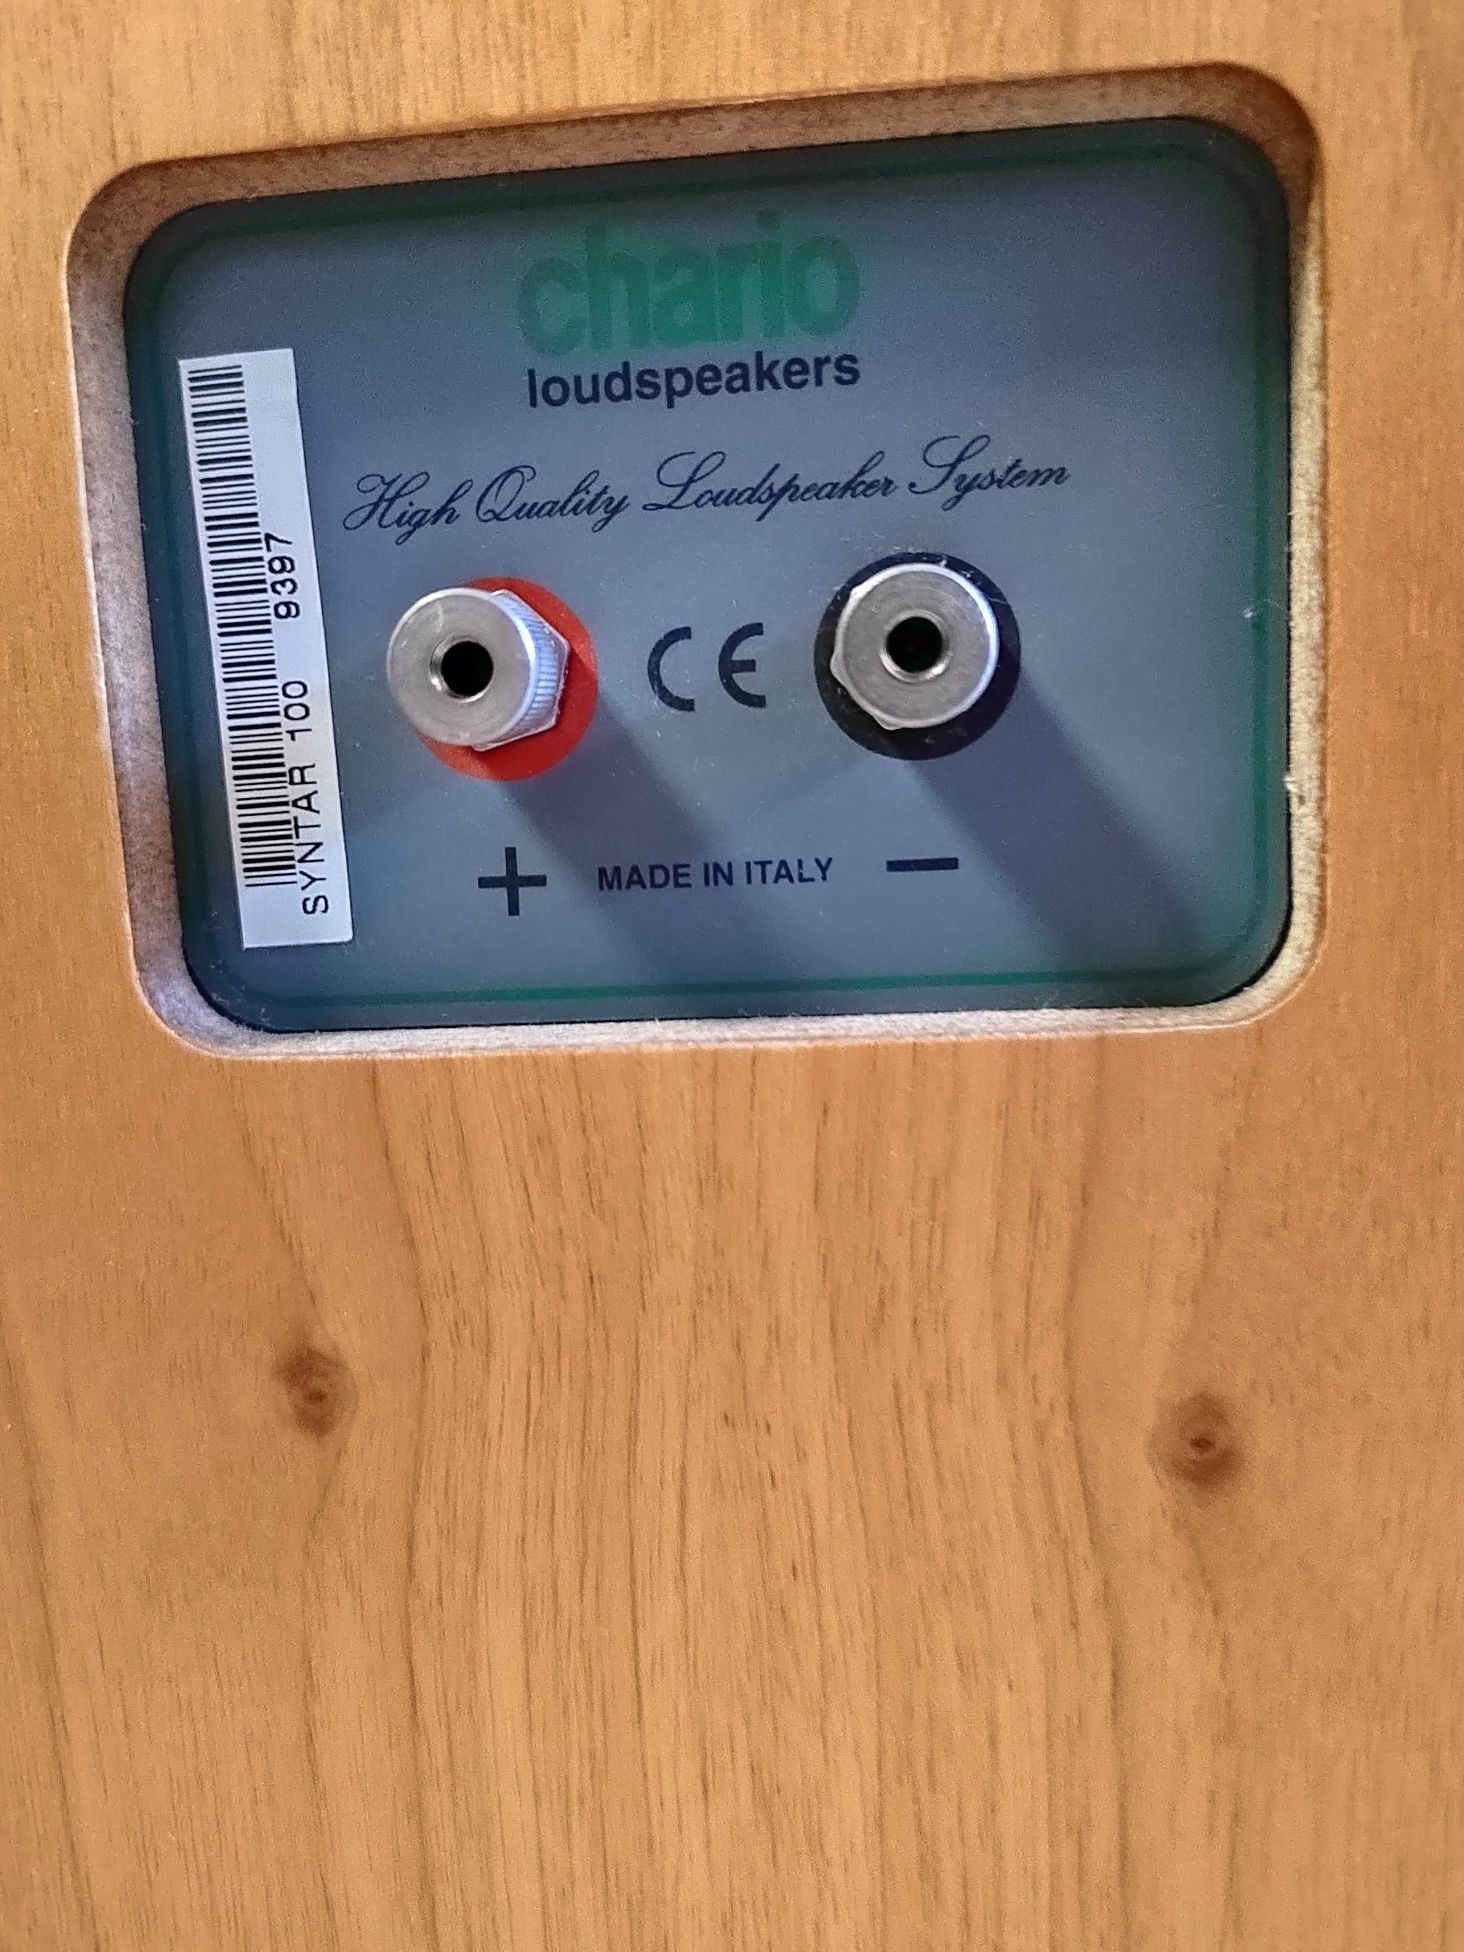 chario
loudspeakers
High Quality Loudspeaker System
CE
+ MADE IN ITALY −
SYNTAR 100 9397